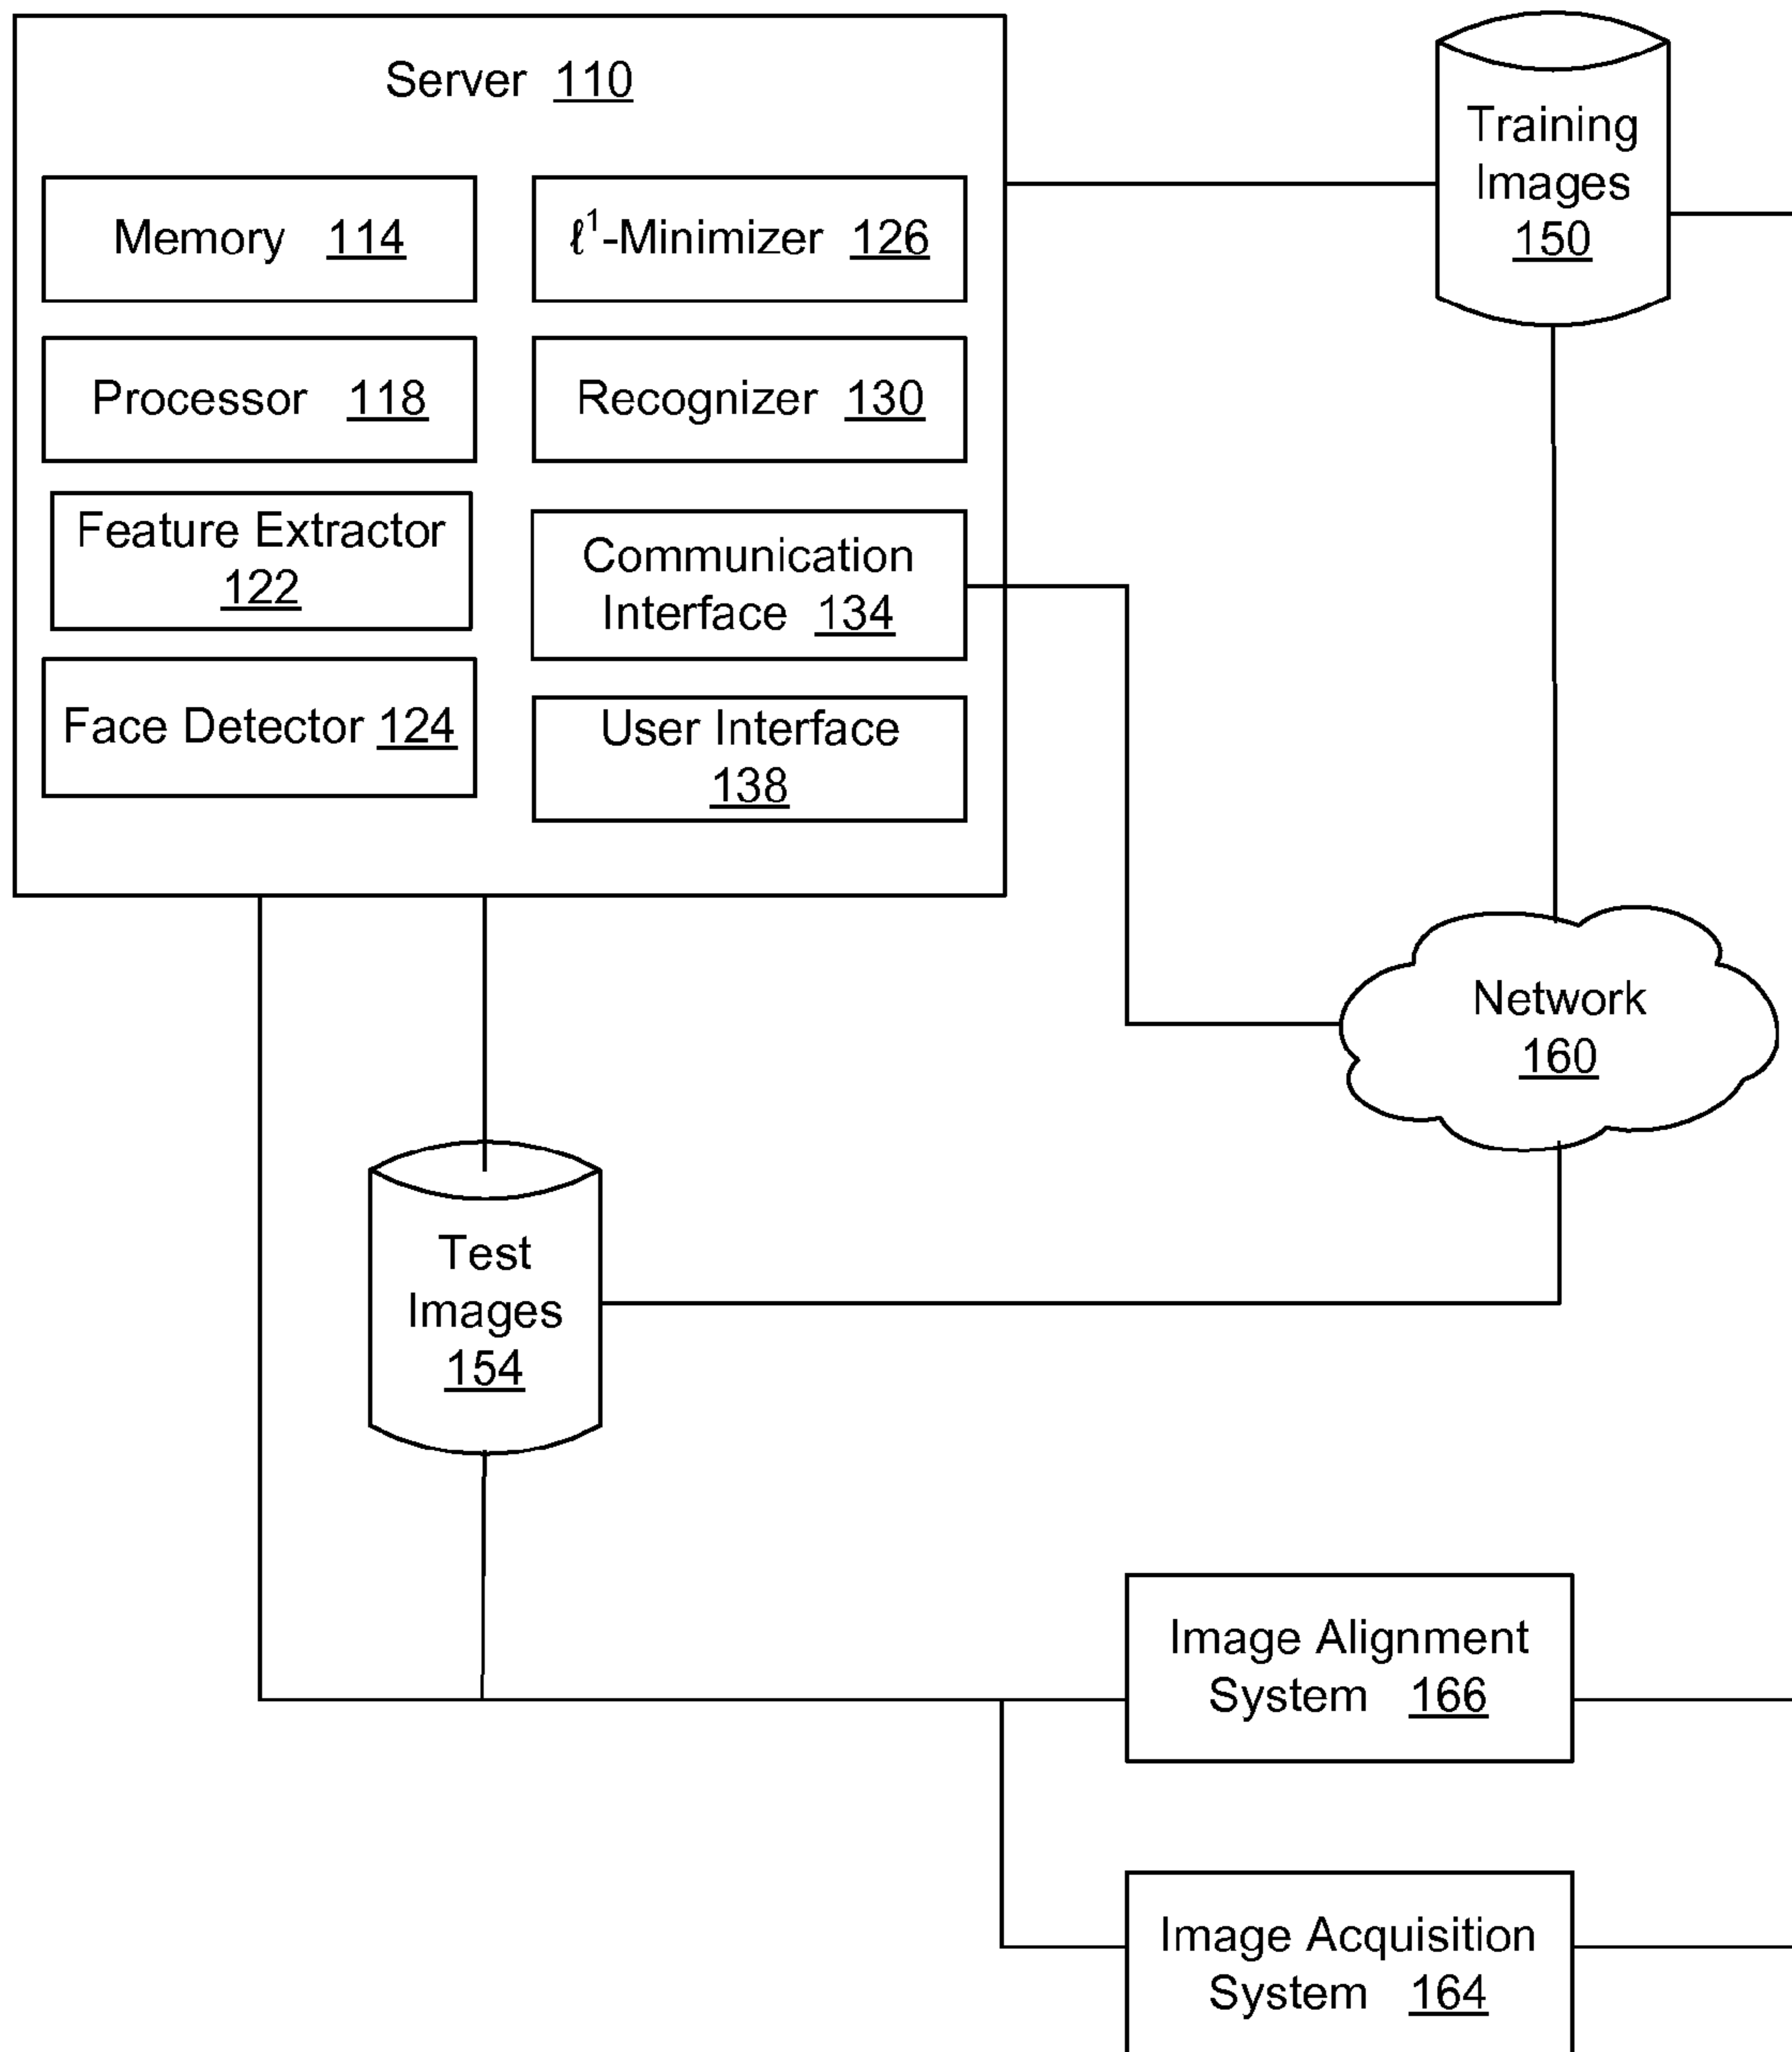 Server 110
Memory 114
Processor 118
Feature Extractor
122
Face Detector 124
ℓ¹-Minimizer 126
Recognizer 130
Communication
Interface 134
User Interface
138
Training
Images
150
Network
160
Test
Images
154
Image Alignment
System 166
Image Acquisition
System 164